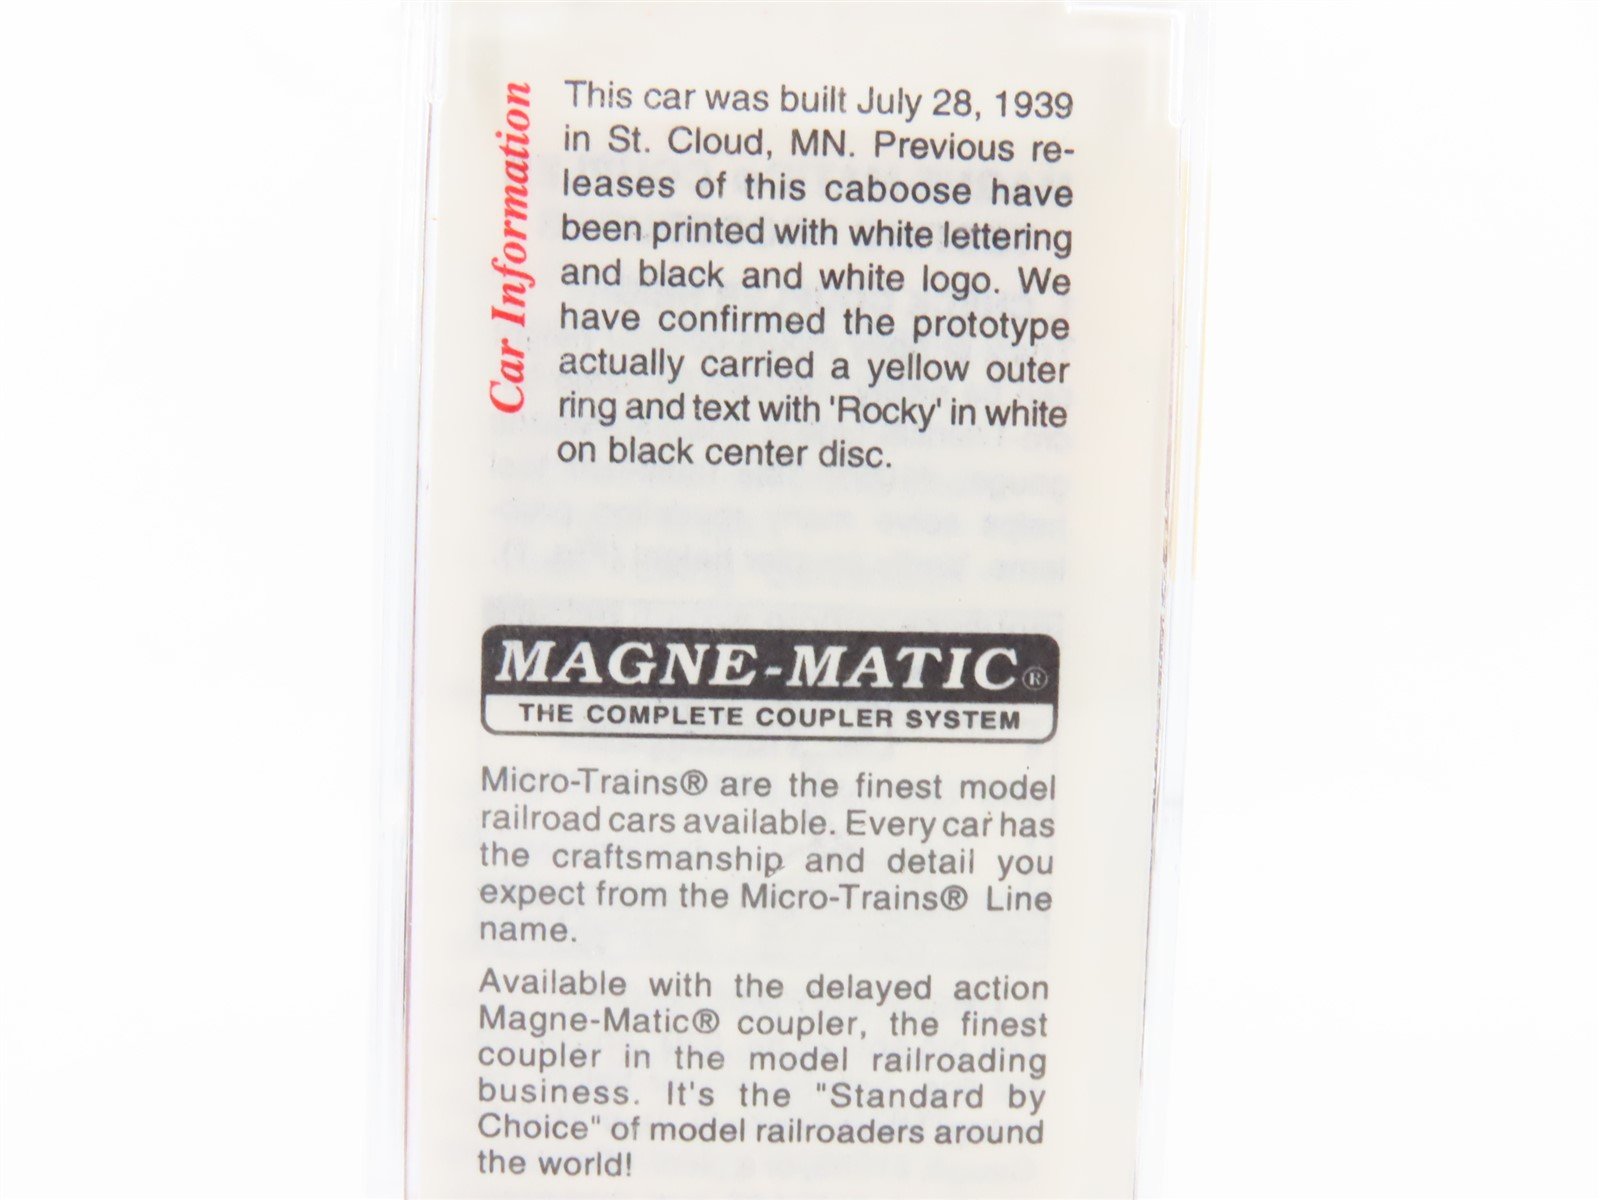 Car Information
This car was built July 28, 1939
in St. Cloud, MN. Previous re-
leases of this caboose have
been printed with white lettering
and black and white logo. We
have confirmed the prototype
actually carried a yellow outer
ring and text with 'Rocky' in white
on black center disc.
MAGNE-MATIC®
THE COMPLETE COUPLER SYSTEM
Micro-Trains® are the finest model
railroad cars available. Every car has
the craftsmanship and detail you
expect from the Micro-Trains® Line
name.
Available with the delayed action
Magne-Matic® coupler, the finest
coupler in the model railroading
business. It's the "Standard by
Choice" of model railroaders around
the world!